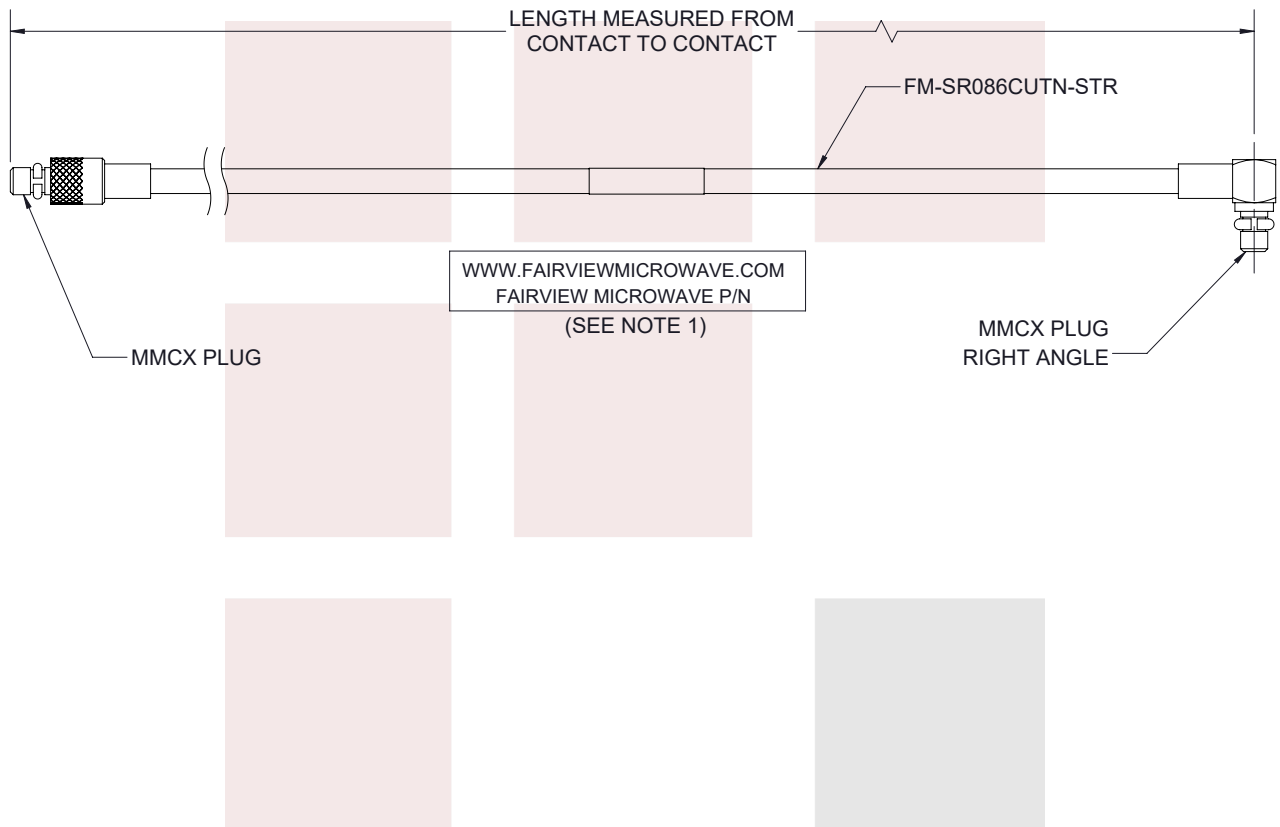 LENGTH MEASURED FROM
CONTACT TO CONTACT
FM-SR086CUTN-STR
WWW.FAIRVIEWMICROWAVE.COM
FAIRVIEW MICROWAVE P/N
(SEE NOTE 1)
MMCX PLUG
MMCX PLUG
RIGHT ANGLE